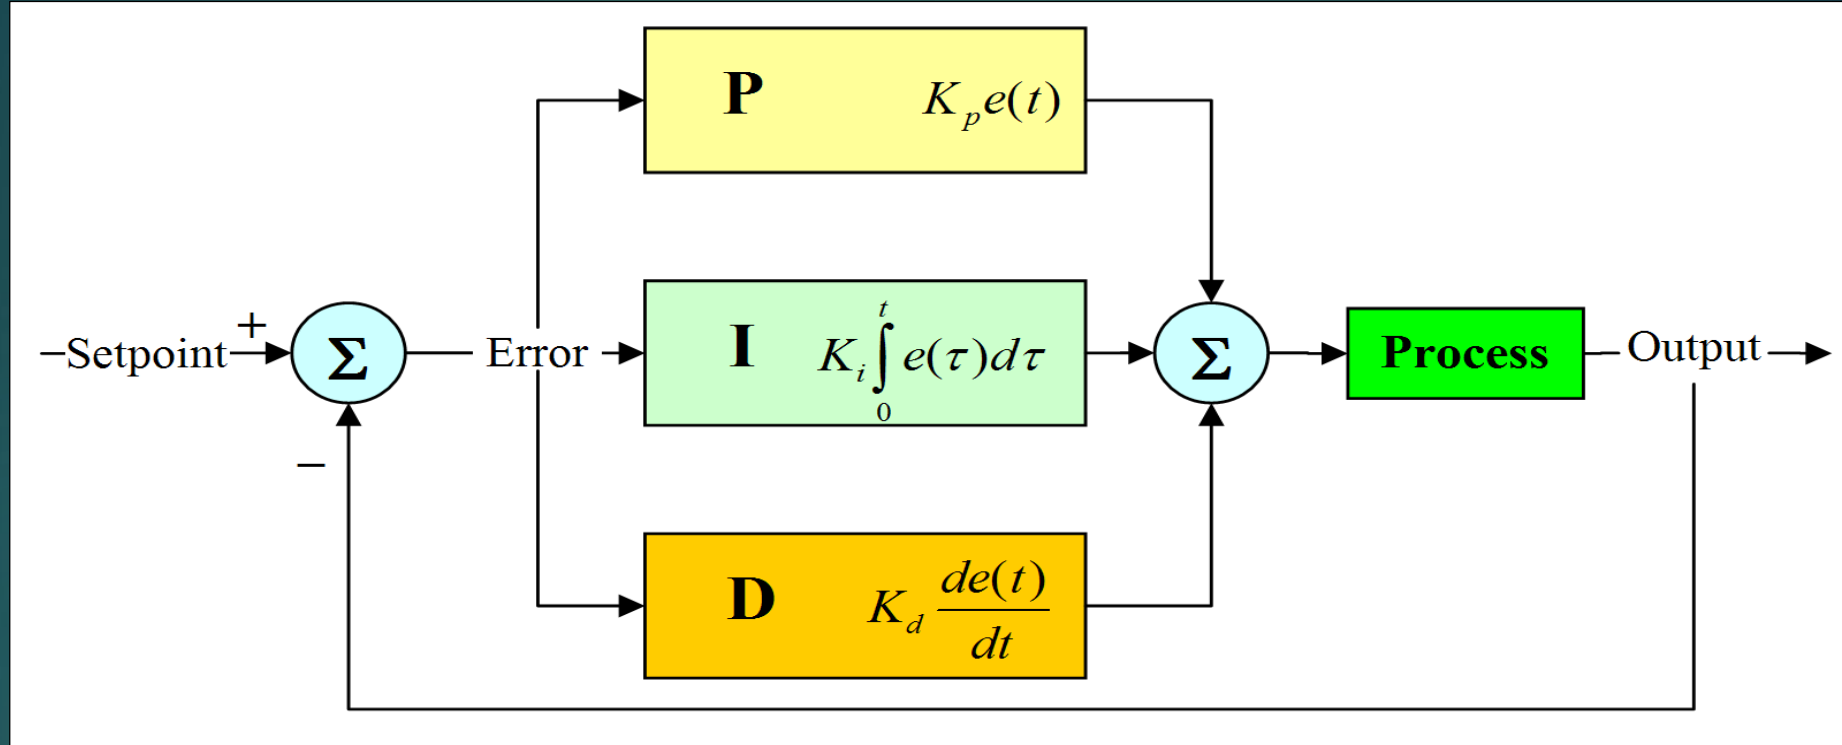 P K_p e(t)
–Setpoint
+
Σ
–
Error
I K_i ∫_0^t e(τ)dτ
Σ
Process
Output
D K_d de(t)/dt